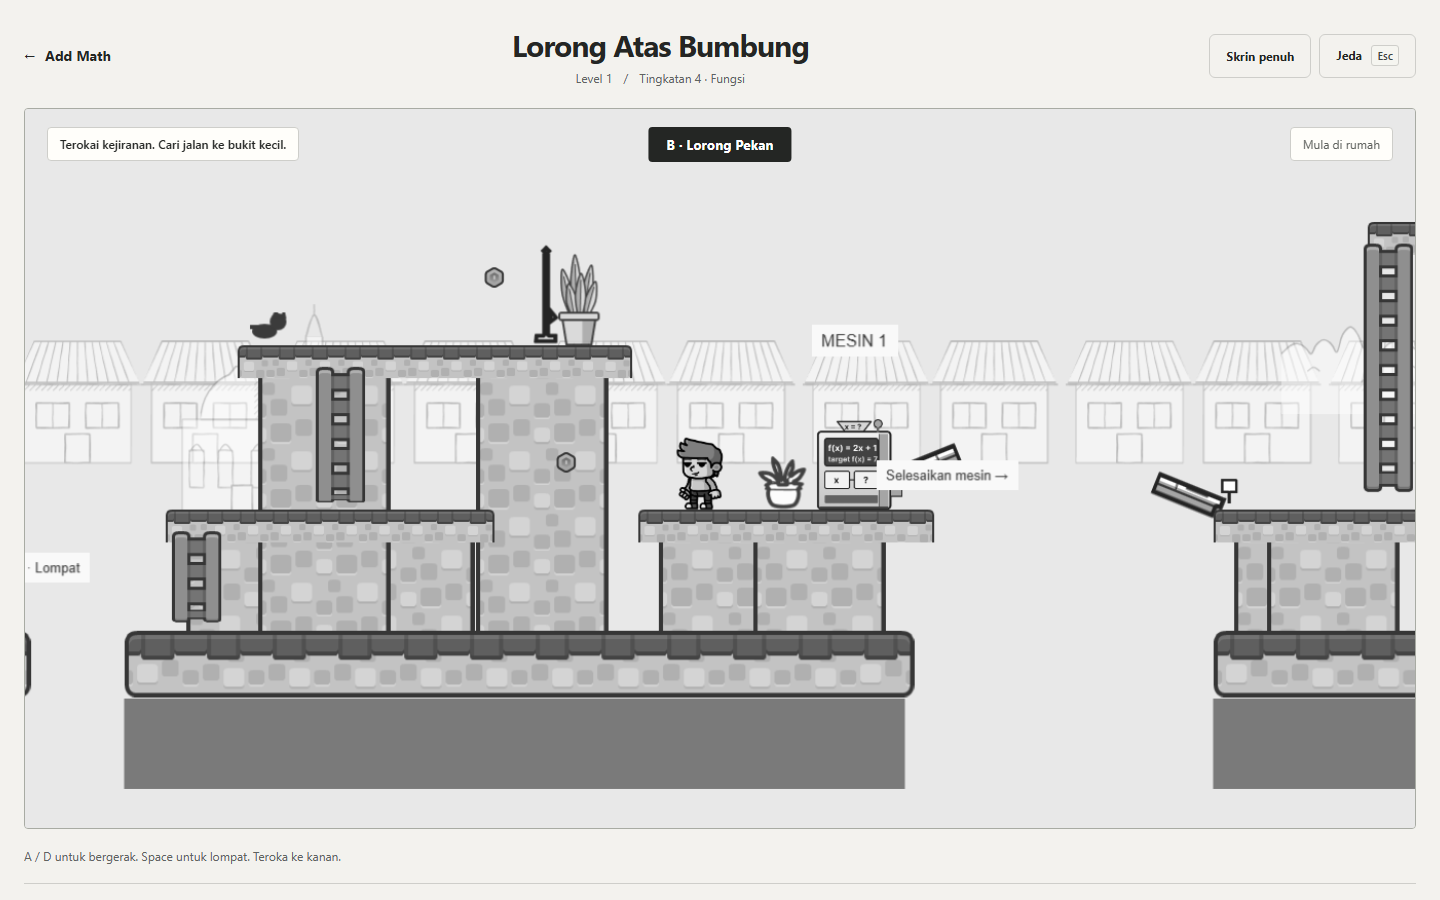 ← Add Math
Lorong Atas Bumbung
Level 1 / Tingkatan 4 · Fungsi
Skrin penuh
Jeda Esc
Terokai kejiranan. Cari jalan ke bukit kecil.
B · Lorong Pekan
Mula di rumah
MESIN 1
x = ?
f(x) = 2x + 1
target f(x) = 7
x ?
Selesaikan mesin →
· Lompat
A / D untuk bergerak. Space untuk lompat. Teroka ke kanan.